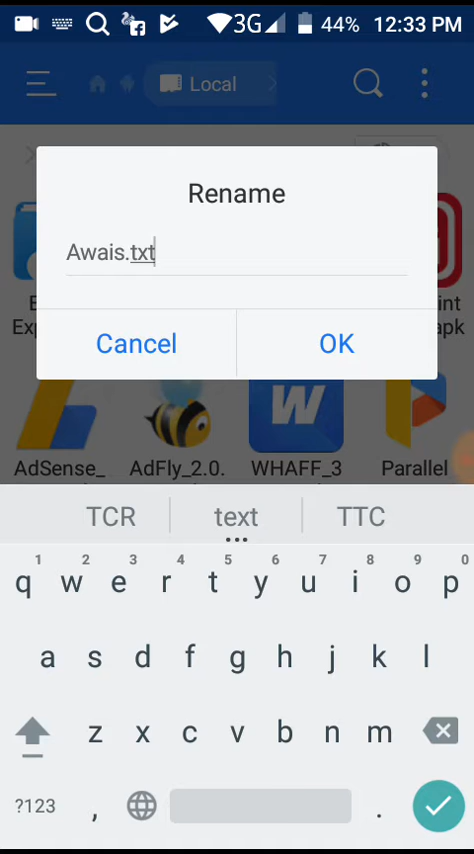 3G 44% 12:33 PM
Local
Rename
Awais.txt
Cancel OK
W
AdSense_ AdFly_2.0. WHAFF_3 Parallel
TCR text TTC
1 2 3 4 5 6 7 8 9 0
q w e r t y u i o p
a s d f g h j k l
z x c v b n m
?123 , .